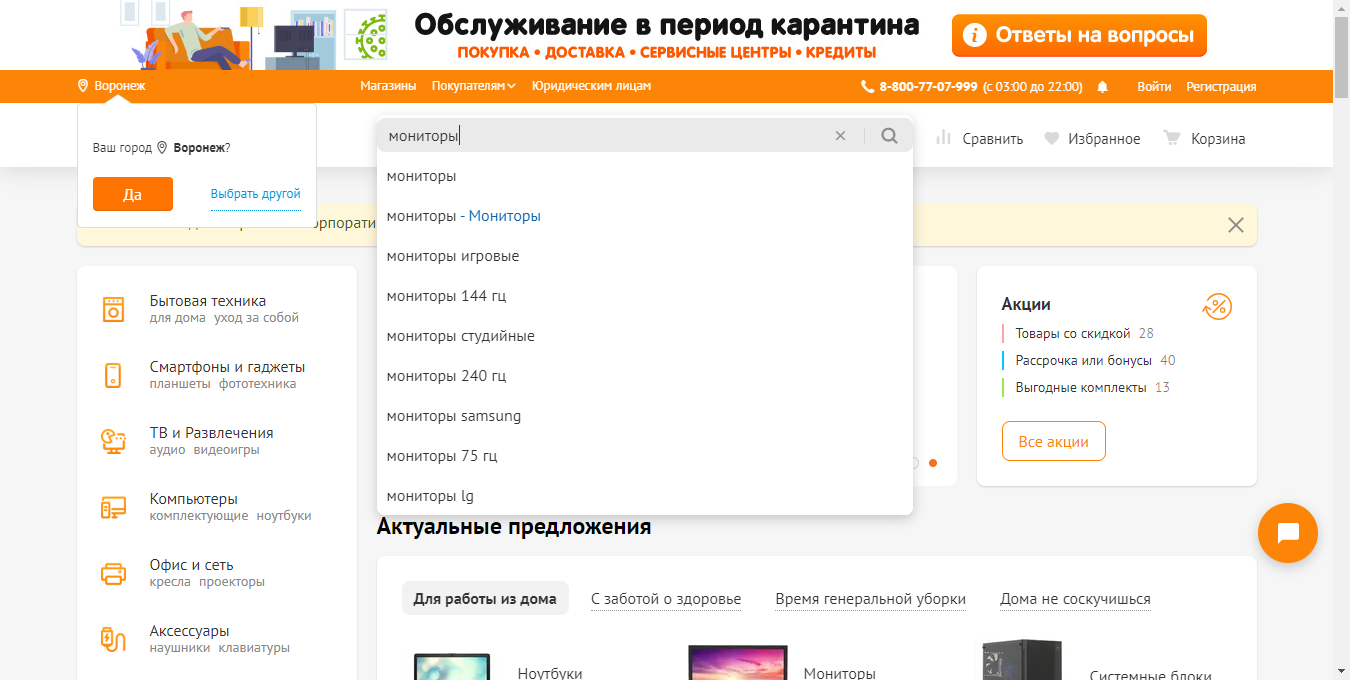 Обслуживание в период карантина
ПОКУПКА • ДОСТАВКА • СЕРВИСНЫЕ ЦЕНТРЫ • КРЕДИТЫ
Ответы на вопросы
Воронеж
Магазины Покупателям Юридическим лицам
8-800-77-07-999 (с 03:00 до 22:00)
Войти Регистрация
Ваш город Воронеж?
Да Выбрать другой
мониторы
Сравнить Избранное Корзина
мониторы
мониторы - Мониторы
мониторы игровые
мониторы 144 гц
мониторы студийные
мониторы 240 гц
мониторы samsung
мониторы 75 гц
мониторы lg
Бытовая техника
для дома уход за собой
Смартфоны и гаджеты
планшеты фототехника
ТВ и Развлечения
аудио видеоигры
Компьютеры
комплектующие ноутбуки
Офис и сеть
кресла проекторы
Аксессуары
наушники клавиатуры
Акции
Товары со скидкой 28
Рассрочка или бонусы 40
Выгодные комплекты 13
Все акции
Актуальные предложения
Для работы из дома С заботой о здоровье Время генеральной уборки Дома не соскучишься
Ноутбуки Мониторы Системные блоки